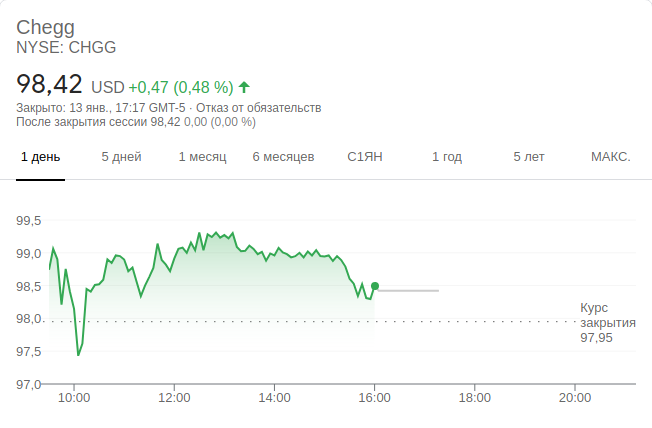 Chegg
NYSE: CHGG
98,42 USD +0,47 (0,48 %)
Закрыто: 13 янв., 17:17 GMT-5 · Отказ от обязательств
После закрытия сессии 98,42 0,00 (0,00 %)
1 день 5 дней 1 месяц 6 месяцев С1ЯН 1 год 5 лет МАКС.
99,5
99,0
98,5
98,0
97,5
97,0
Курс
закрытия
97,95
10:00 12:00 14:00 16:00 18:00 20:00